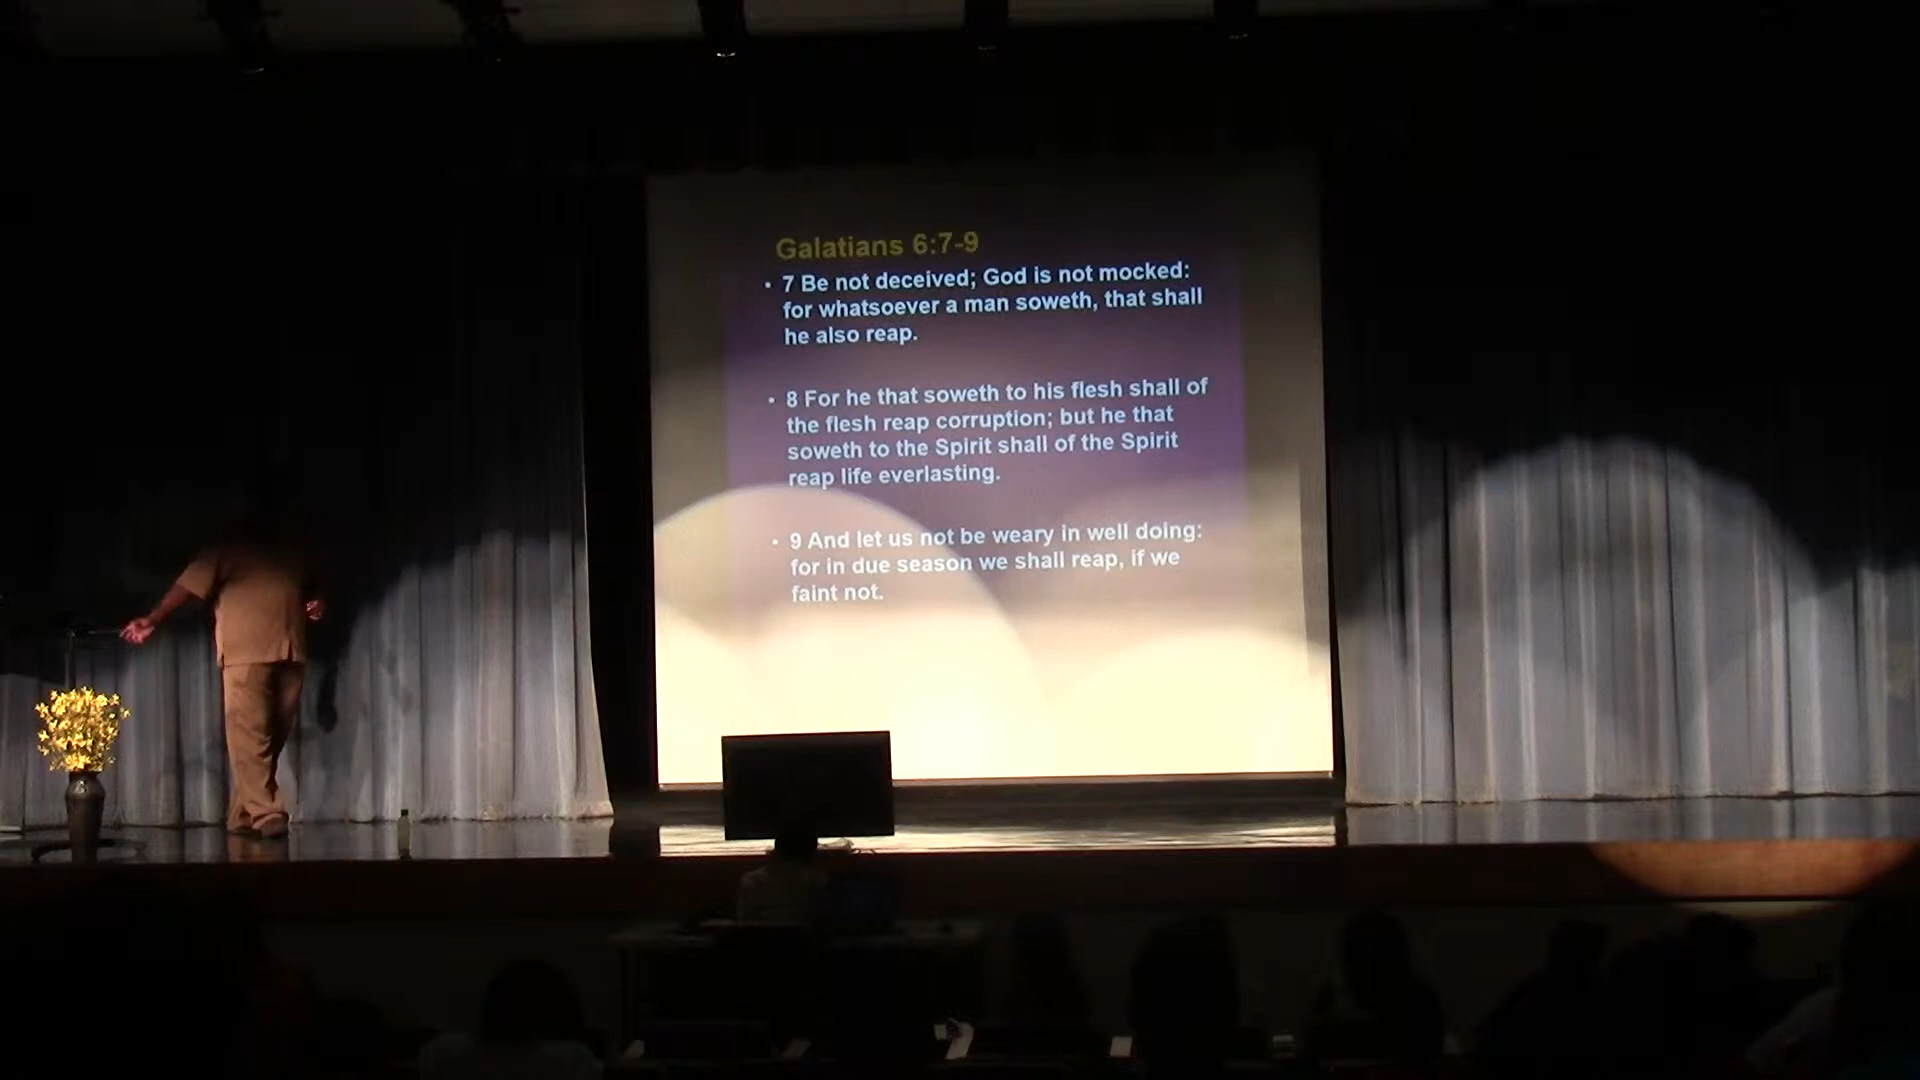 Galatians 6:7-9
• 7 Be not deceived; God is not mocked:
for whatsoever a man soweth, that shall
he also reap.
• 8 For he that soweth to his flesh shall of
the flesh reap corruption; but he that
soweth to the Spirit shall of the Spirit
reap life everlasting.
• 9 And let us not be weary in well doing:
for in due season we shall reap, if we
faint not.